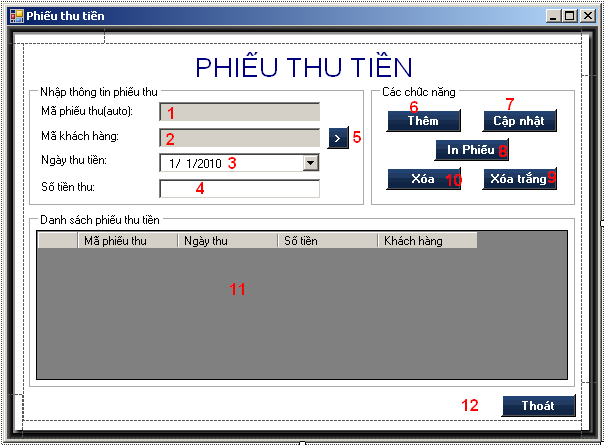 Phiếu thu tiền
PHIẾU THU TIỀN
Nhập thông tin phiếu thu
Mã phiếu thu(auto): 1
Mã khách hàng: 2 > 5
Ngày thu tiền: 1/ 1/2010 3
Số tiền thu: 4
Các chức năng
6 7
Thêm Cập nhật
In Phiếu 8
Xóa 10 Xóa trắng 9
Danh sách phiếu thu tiền
Mã phiếu thu Ngày thu Số tiền Khách hàng
11
12 Thoát